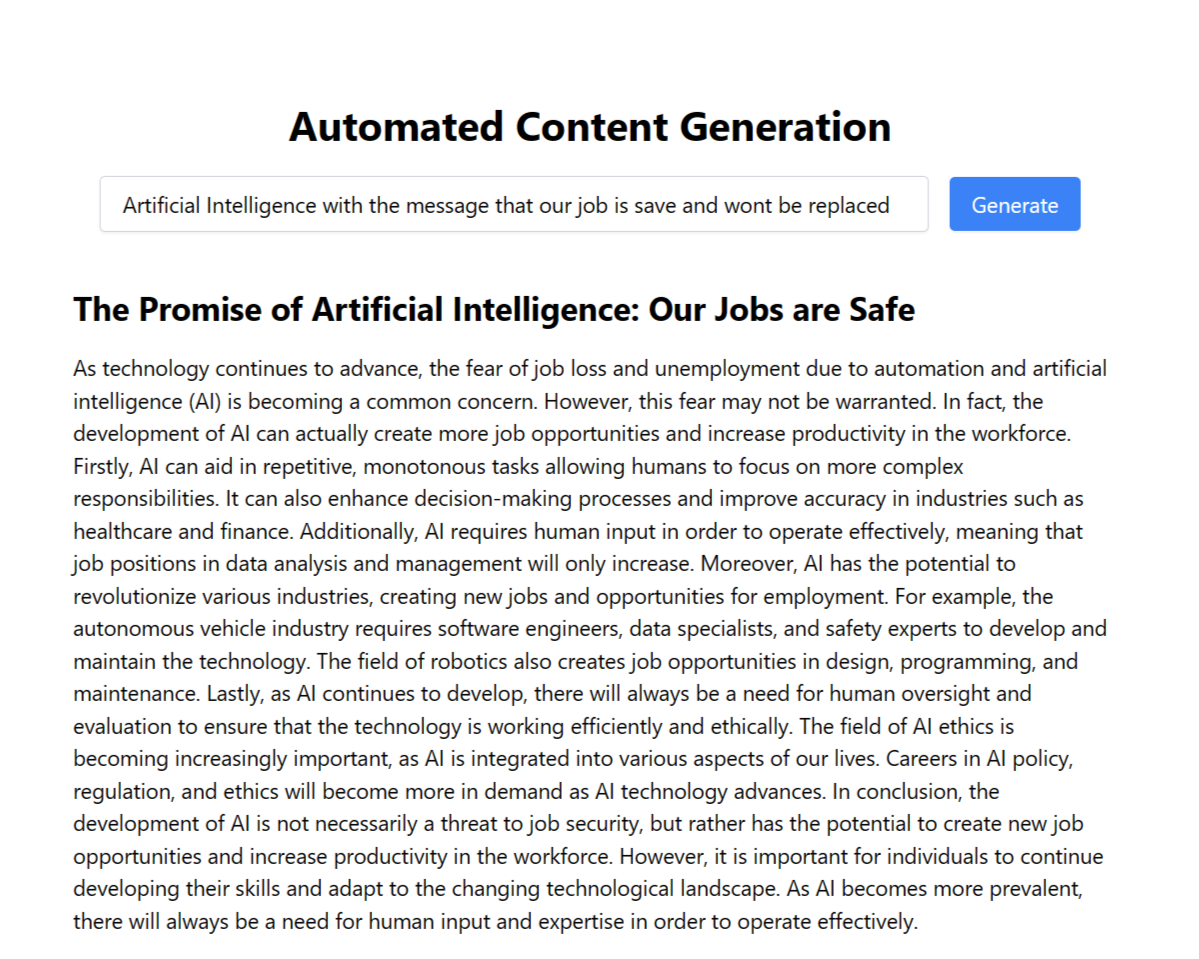 Automated Content Generation
Artificial Intelligence with the message that our job is save and wont be replaced
Generate
The Promise of Artificial Intelligence: Our Jobs are Safe
As technology continues to advance, the fear of job loss and unemployment due to automation and artificial
intelligence (AI) is becoming a common concern. However, this fear may not be warranted. In fact, the
development of AI can actually create more job opportunities and increase productivity in the workforce.
Firstly, AI can aid in repetitive, monotonous tasks allowing humans to focus on more complex
responsibilities. It can also enhance decision-making processes and improve accuracy in industries such as
healthcare and finance. Additionally, AI requires human input in order to operate effectively, meaning that
job positions in data analysis and management will only increase. Moreover, AI has the potential to
revolutionize various industries, creating new jobs and opportunities for employment. For example, the
autonomous vehicle industry requires software engineers, data specialists, and safety experts to develop and
maintain the technology. The field of robotics also creates job opportunities in design, programming, and
maintenance. Lastly, as AI continues to develop, there will always be a need for human oversight and
evaluation to ensure that the technology is working efficiently and ethically. The field of AI ethics is
becoming increasingly important, as AI is integrated into various aspects of our lives. Careers in AI policy,
regulation, and ethics will become more in demand as AI technology advances. In conclusion, the
development of AI is not necessarily a threat to job security, but rather has the potential to create new job
opportunities and increase productivity in the workforce. However, it is important for individuals to continue
developing their skills and adapt to the changing technological landscape. As AI becomes more prevalent,
there will always be a need for human input and expertise in order to operate effectively.